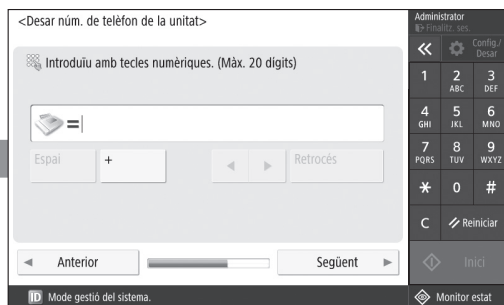 <Desar núm. de telèfon de la unitat>
Introduïu amb tecles numèriques. (Màx. 20 dígits)
=
Espai
+
Retrocés
Anterior
Següent
ID Mode gestió del sistema.
Administrator
Finalitz. ses.
Config./
Desar
1
2
ABC
3
DEF
4
GHI
5
JKL
6
MNO
7
PQRS
8
TUV
9
WXYZ
*
0
#
C
Reiniciar
Inici
Monitor estat